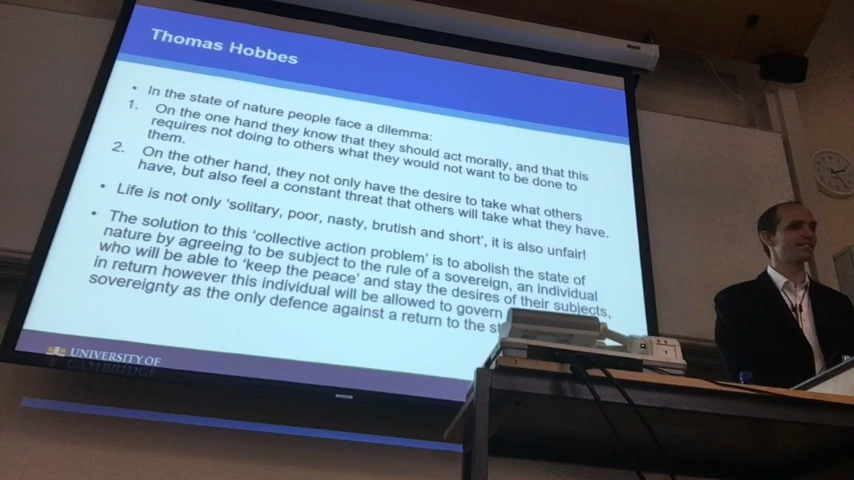 Thomas Hobbes
• In the state of nature people face a dilemma:
1. On the one hand they know that they should act morally, and that this
requires not doing to others what they would not want to be done to
them.
2. On the other hand, they not only have the desire to take what others
have, but also feel a constant threat that others will take what they have.
• Life is not only ‘solitary, poor, nasty, brutish and short’, it is also unfair!
• The solution to this ‘collective action problem’ is to abolish the state of
nature by agreeing to be subject to the rule of a sovereign, an individual
who will be able to ‘keep the peace’ and stay the desires of their subjects,
in return however this individual will be allowed to govern
sovereignty as the only defence against a return to the
UNIVERSITY OF
CAMBRIDGE